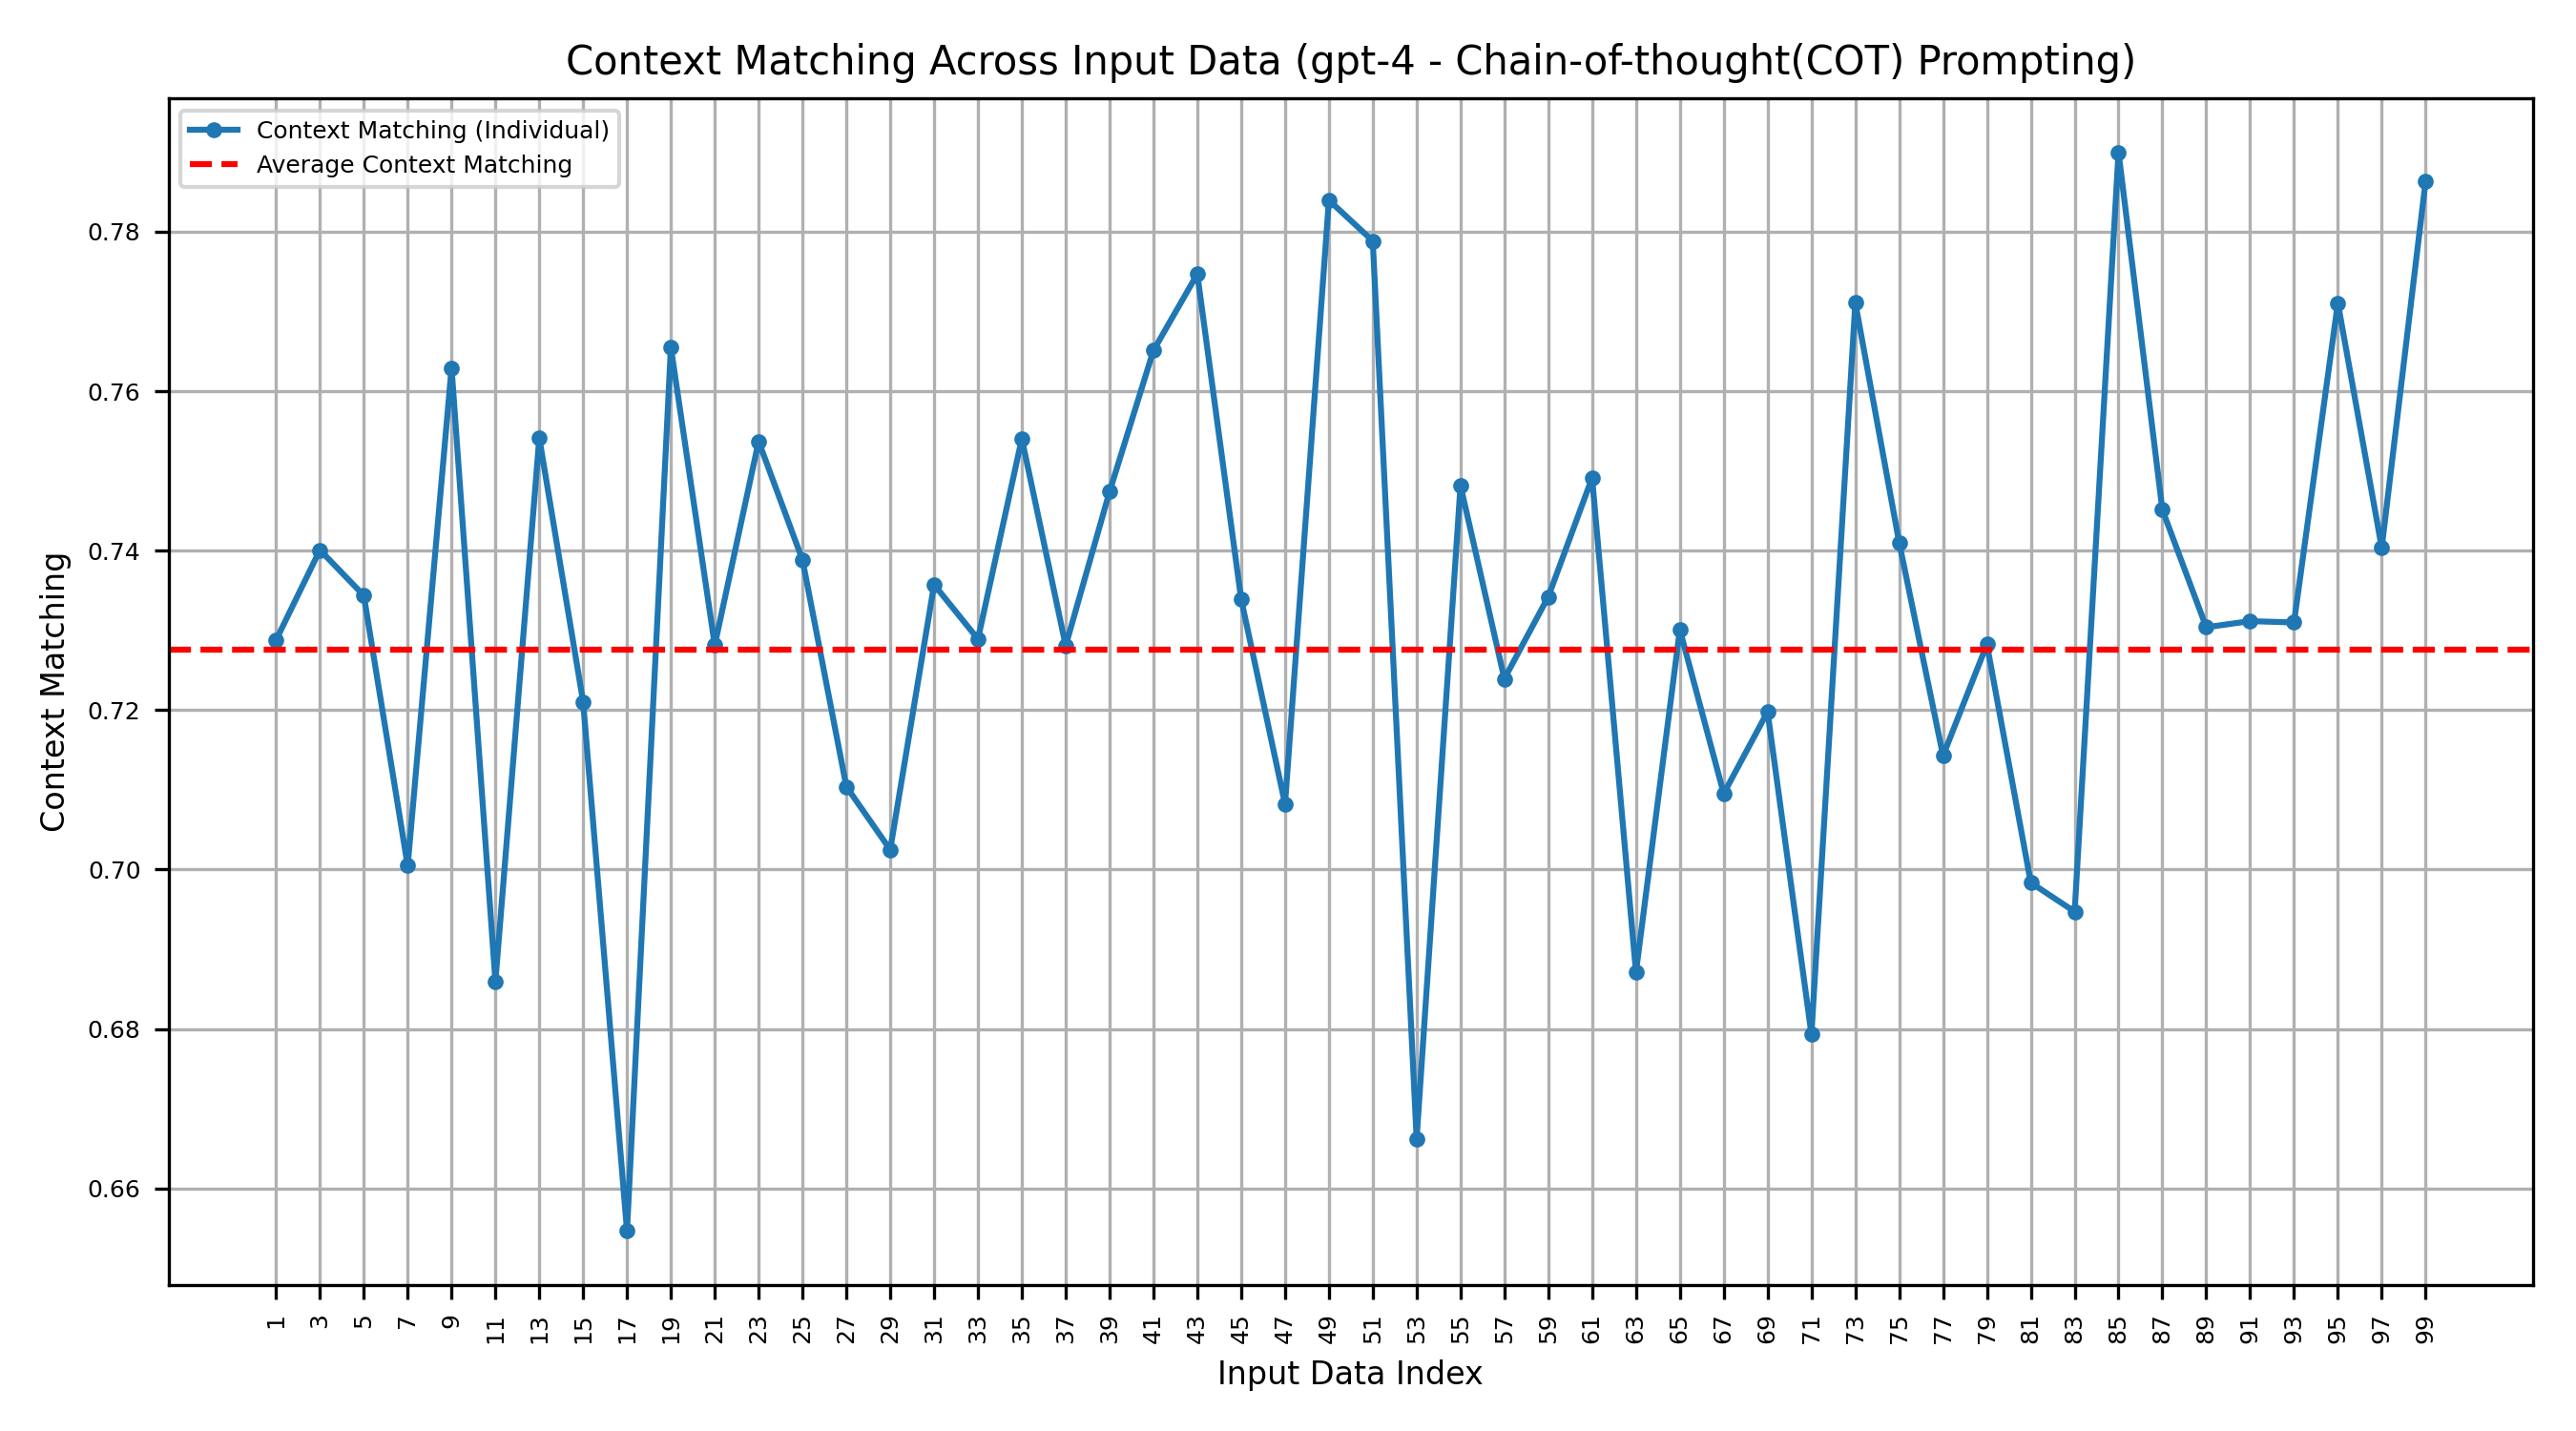 Context Matching Across Input Data (gpt-4 - Chain-of-thought(COT) Prompting)
Context Matching (Individual)
Average Context Matching
Context Matching
0.78
0.76
0.74
0.72
0.70
0.68
0.66
1 3 5 7 9 11 13 15 17 19 21 23 25 27 29 31 33 35 37 39 41 43 45 47 49 51 53 55 57 59 61 63 65 67 69 71 73 75 77 79 81 83 85 87 89 91 93 95 97 99
Input Data Index